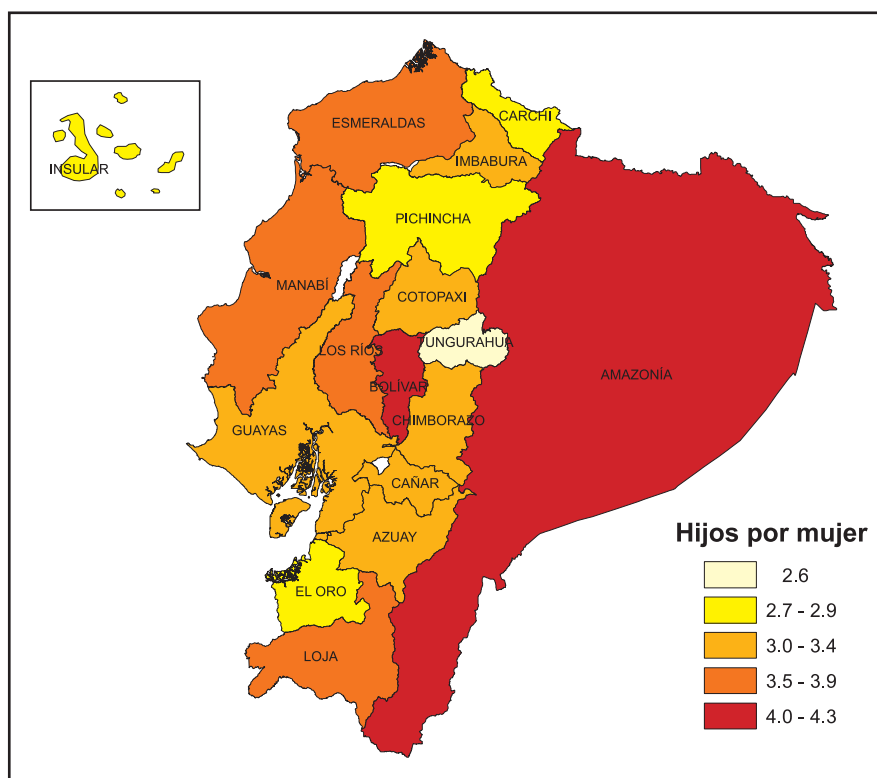 CARCHI
ESMERALDAS
IMBABURA
INSULAR
PICHINCHA
MANABÍ
COTOPAXI
TUNGURAHUA
LOS RÍOS
AMAZONÍA
BOLÍVAR
CHIMBORAZO
GUAYAS
CAÑAR
AZUAY
EL ORO
LOJA
Hijos por mujer
2.6
2.7 - 2.9
3.0 - 3.4
3.5 - 3.9
4.0 - 4.3